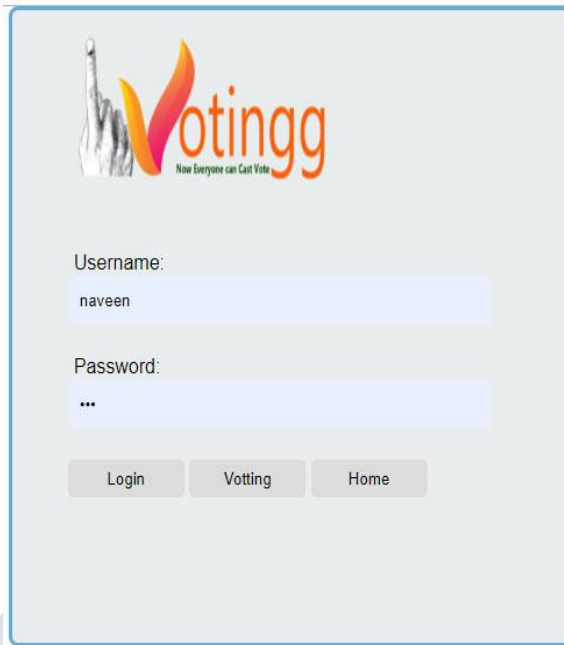 Votingg
Now Everyone can Cast Vote
Username:
naveen
Password:
•••
Login Votting Home